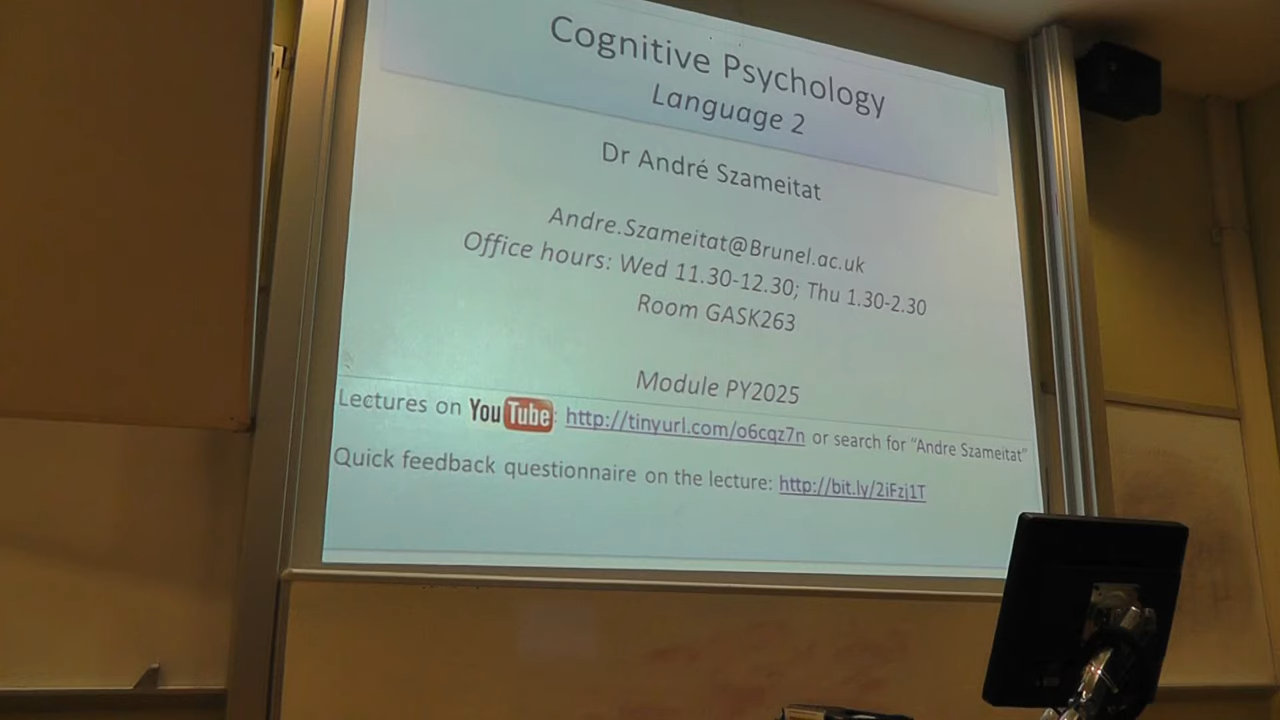 Cognitive Psychology
Language 2
Dr André Szameitat
Andre.Szameitat@Brunel.ac.uk
Office hours: Wed 11.30-12.30; Thu 1.30-2.30
Room GASK263
Module PY2025
Lectures on YouTube: http://tinyurl.com/o6cqz7n or search for “Andre Szameitat”
Quick feedback questionnaire on the lecture: http://bit.ly/2iFzj1T